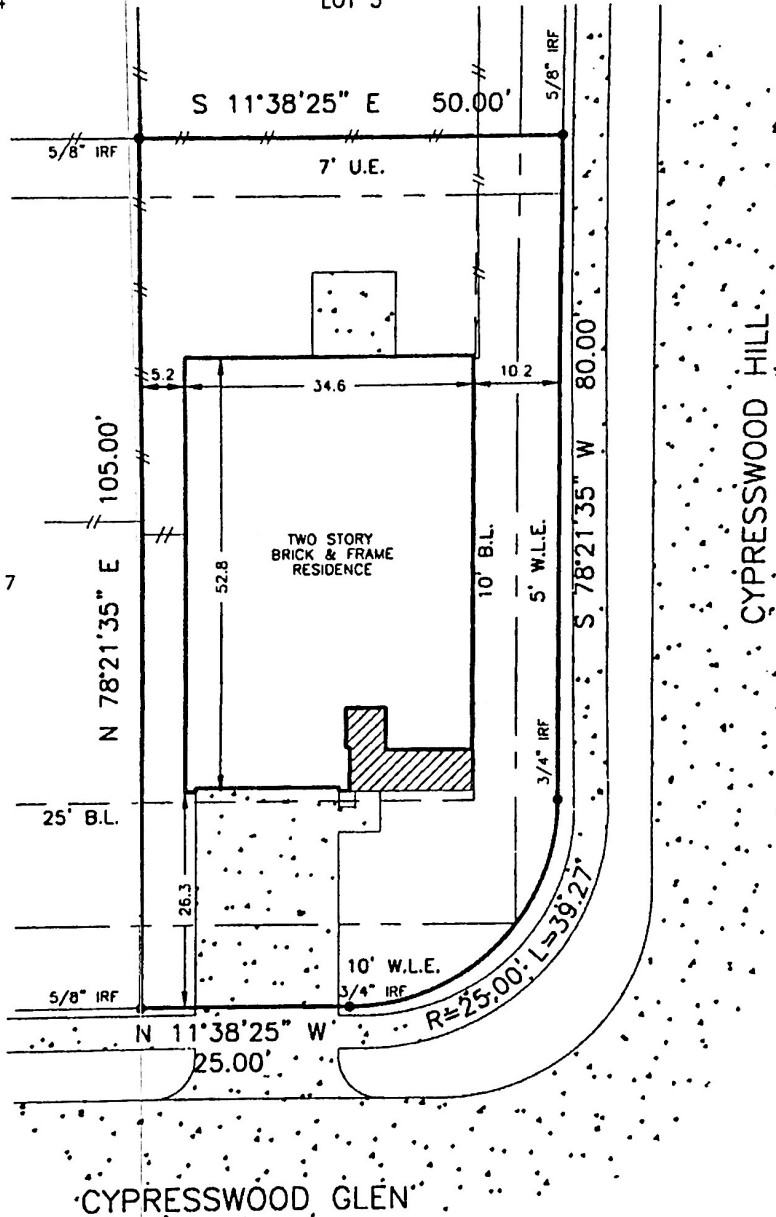 S 11°38'25" E 50.00'
5/8" IRF
5/8" IRF
7' U.E.
5.2
34.6
10.2
N 78°21'35" E 105.00'
52.8
TWO STORY
BRICK & FRAME
RESIDENCE
10' B.L.
5' W.L.E.
S 78°21'35" W 80.00'
CYPRESSWOOD HILL
7
3/4" IRF
25' B.L.
26.3
10' W.L.E.
5/8" IRF
3/4" IRF
R=25.00' L=39.27'
N 11°38'25" W
25.00'
CYPRESSWOOD GLEN